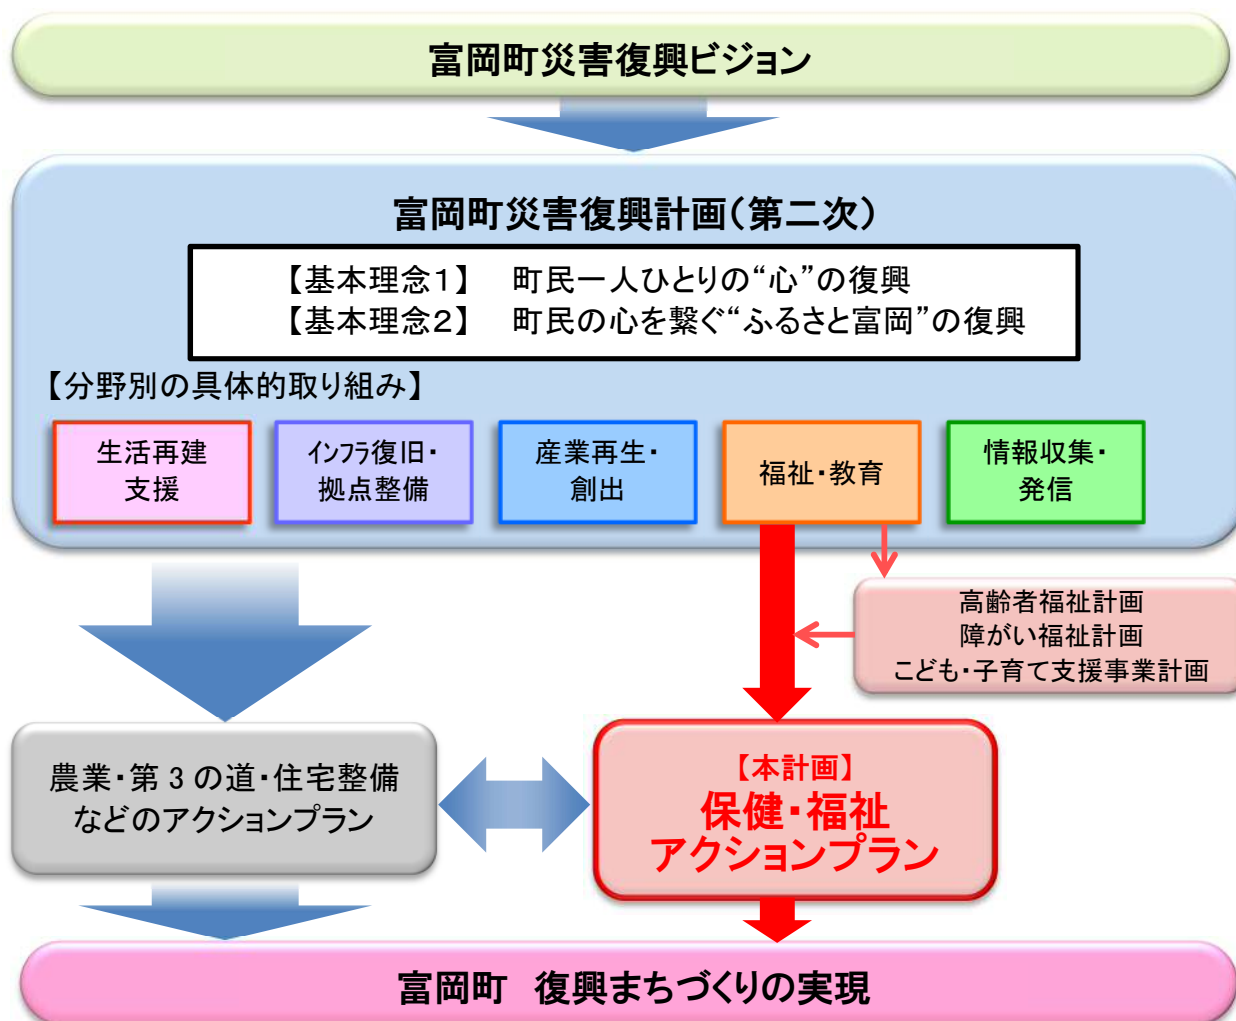 富岡町災害復興ビジョン
富岡町災害復興計画（第二次）
【基本理念１】　町民一人ひとりの“心”の復興
【基本理念２】　町民の心を繋ぐ“ふるさと富岡”の復興
【分野別の具体的取り組み】
生活再建
支援
インフラ復旧・
拠点整備
産業再生・
創出
福祉・教育
情報収集・
発信
高齢者福祉計画
障がい福祉計画
こども・子育て支援事業計画
農業・第３の道・住宅整備
などのアクションプラン
【本計画】
保健・福祉
アクションプラン
富岡町　復興まちづくりの実現